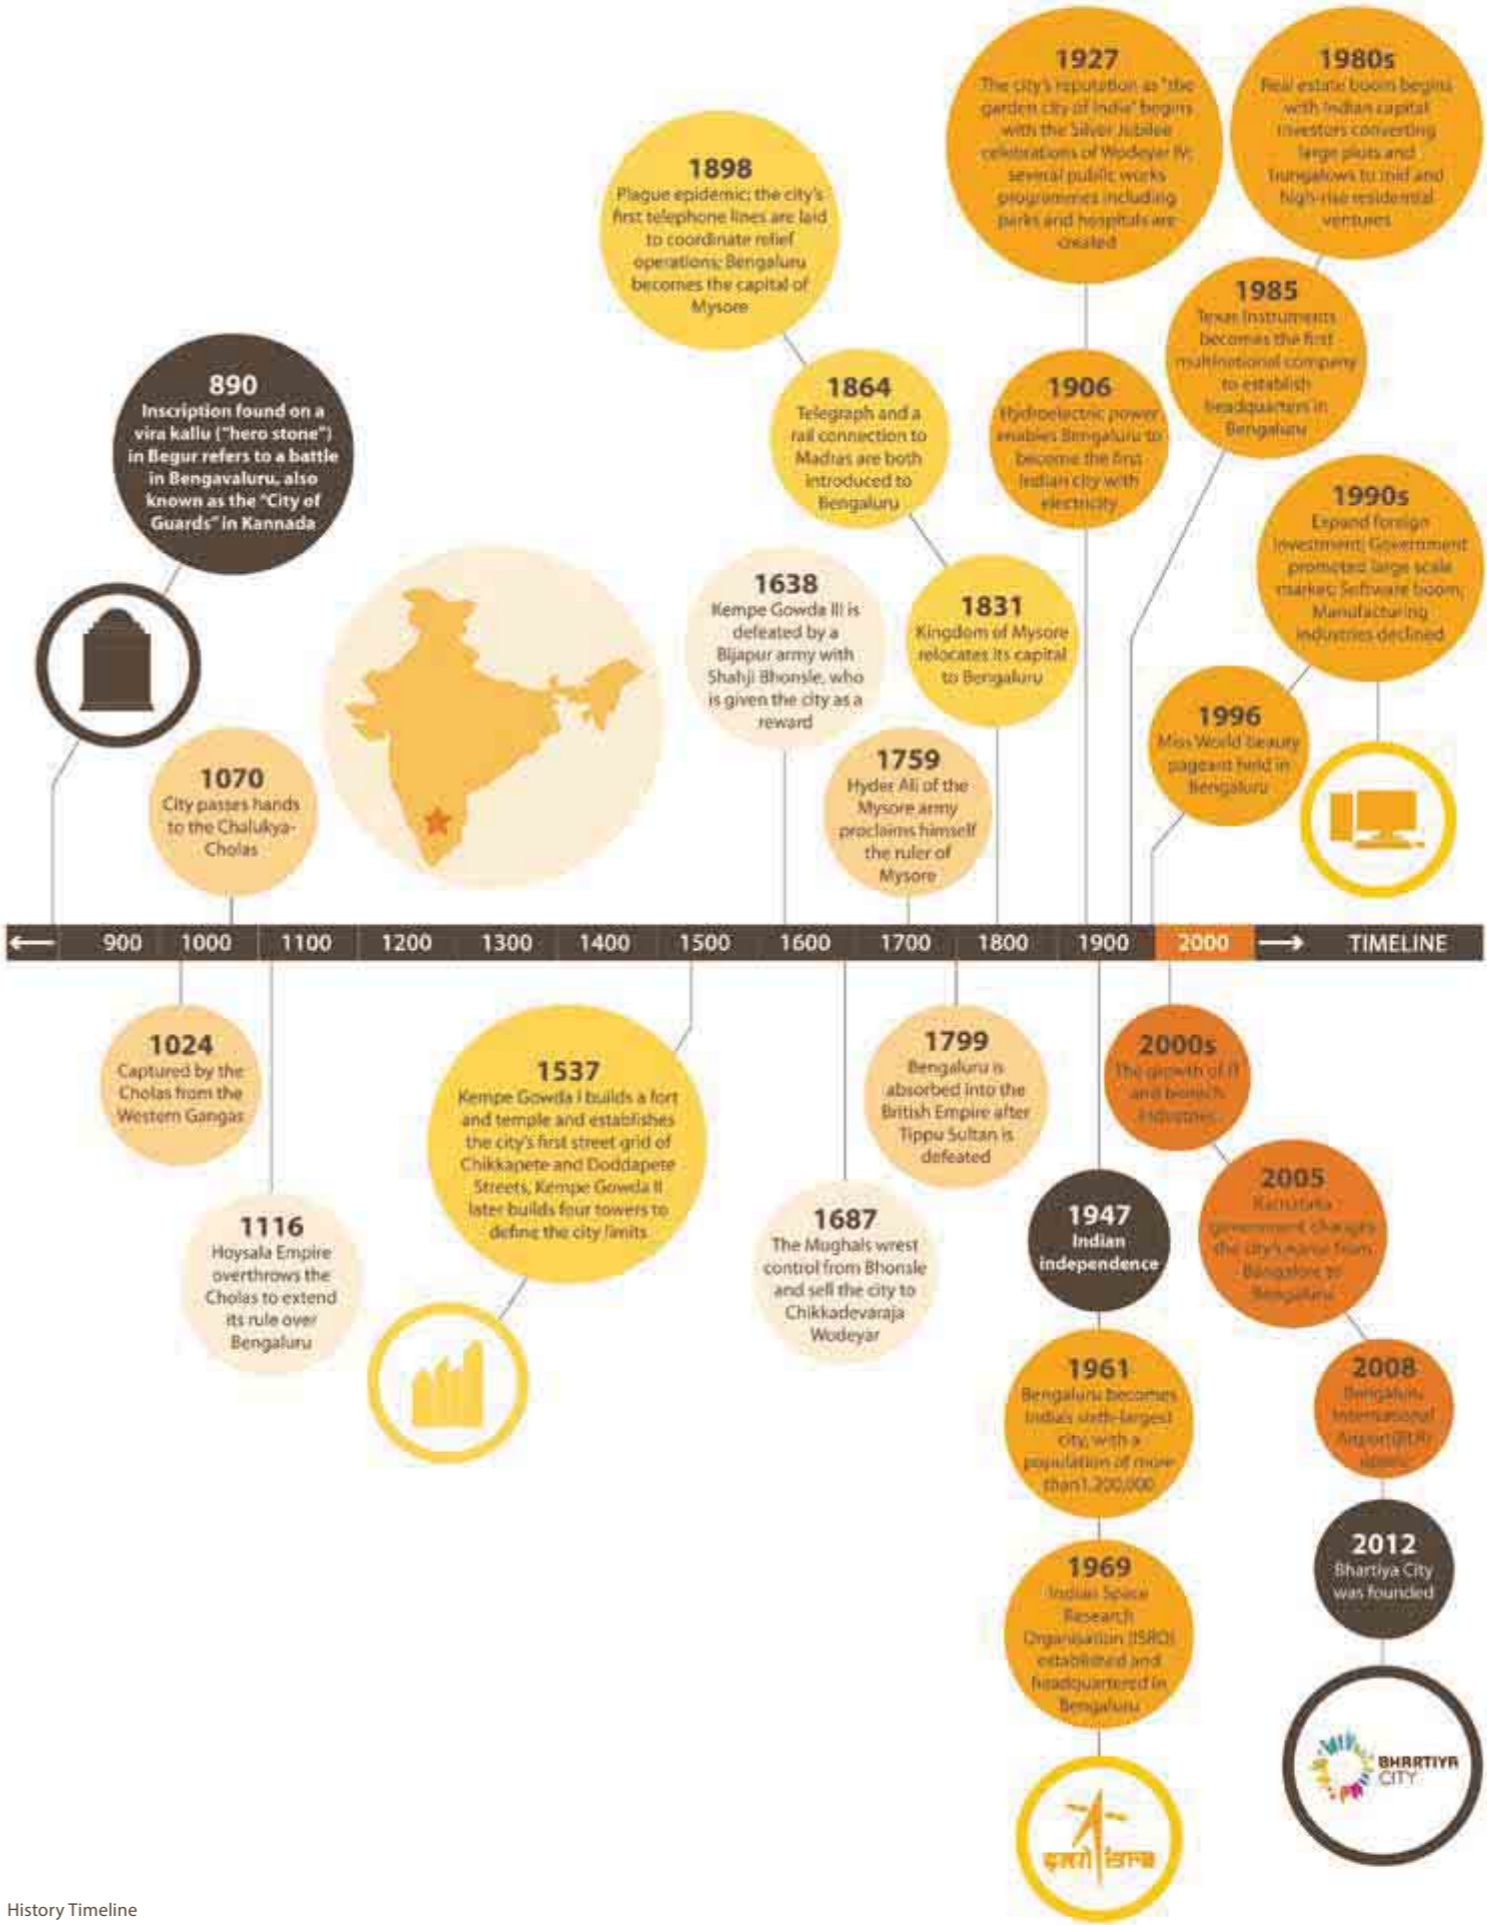 1927
The city's reputation as "the
garden city of India" begins
with the Silver Jubilee
celebrations of Wodeyar IV;
several public works
programmes including
parks and hospitals are
created
1980s
Real estate boom begins
with Indian capital
investors converting
large plots and
bungalows to mid and
high-rise residential
ventures
1898
Plague epidemic; the city's
first telephone lines are laid
to coordinate relief
operations; Bengaluru
becomes the capital of
Mysore
1985
Texas Instruments
becomes the first
multinational company
to establish
headquarters in
Bengaluru
890
Inscription found on a
vira kallu ("hero stone")
in Begur refers to a battle
in Bengavaluru, also
known as the "City of
Guards" in Kannada
1864
Telegraph and a
rail connection to
Madras are both
introduced to
Bengaluru
1906
Hydroelectric power
enables Bengaluru to
become the first
Indian city with
electricity
1990s
Expand foreign
investment; Government
promoted large scale
market; Software boom;
Manufacturing
industries declined
1638
Kempe Gowda III is
defeated by a
Bijapur army with
Shahji Bhonsle, who
is given the city as a
reward
1831
Kingdom of Mysore
relocates its capital
to Bengaluru
1996
Miss World beauty
pageant held in
Bengaluru
1070
City passes hands
to the Chalukya-
Cholas
1759
Hyder Ali of the
Mysore army
proclaims himself
the ruler of
Mysore
900 1000 1100 1200 1300 1400 1500 1600 1700 1800 1900 2000 TIMELINE
1024
Captured by the
Cholas from the
Western Gangas
1537
Kempe Gowda I builds a fort
and temple and establishes
the city's first street grid of
Chikkapete and Doddapete
Streets, Kempe Gowda II
later builds four towers to
define the city limits
1799
Bengaluru is
absorbed into the
British Empire after
Tippu Sultan is
defeated
2000s
The growth of IT
and biotech
industries
1116
Hoysala Empire
overthrows the
Cholas to extend
its rule over
Bengaluru
1687
The Mughals wrest
control from Bhonsle
and sell the city to
Chikkadevaraja
Wodeyar
1947
Indian
independence
2005
Karnataka
government changes
the city's name from
Bangalore to
Bengaluru
1961
Bengaluru becomes
India's sixth-largest
city, with a
population of more
than1,200,000
2008
Bengaluru
International
Airport
opens
1969
Indian Space
Research
Organisation (ISRO)
established and
headquartered in
Bengaluru
2012
Bhartiya City
was founded
BHARTIYA
CITY
इसरो isro
History Timeline